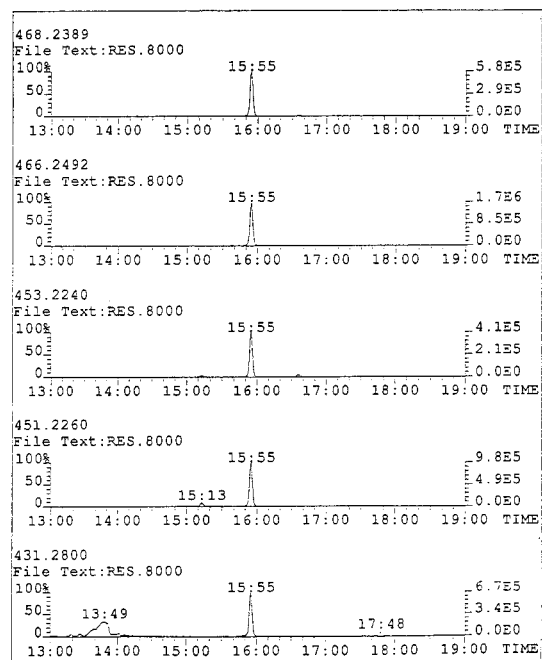 468.2389
File Text:RES.8000
100% 15:55 5.8E5
50 2.9E5
0 0.0E0
13:00 14:00 15:00 16:00 17:00 18:00 19:00 TIME
466.2492
File Text:RES.8000
100% 15:55 1.7E6
50 8.5E5
0 0.0E0
13:00 14:00 15:00 16:00 17:00 18:00 19:00 TIME
453.2240
File Text:RES.8000
100% 15:55 4.1E5
50 2.1E5
0 0.0E0
13:00 14:00 15:00 16:00 17:00 18:00 19:00 TIME
451.2260
File Text:RES.8000
100% 15:55 9.8E5
50 4.9E5
0 15:13 0.0E0
13:00 14:00 15:00 16:00 17:00 18:00 19:00 TIME
431.2800
File Text:RES.8000
100% 15:55 6.7E5
50 13:49 3.4E5
0 17:48 0.0E0
13:00 14:00 15:00 16:00 17:00 18:00 19:00 TIME